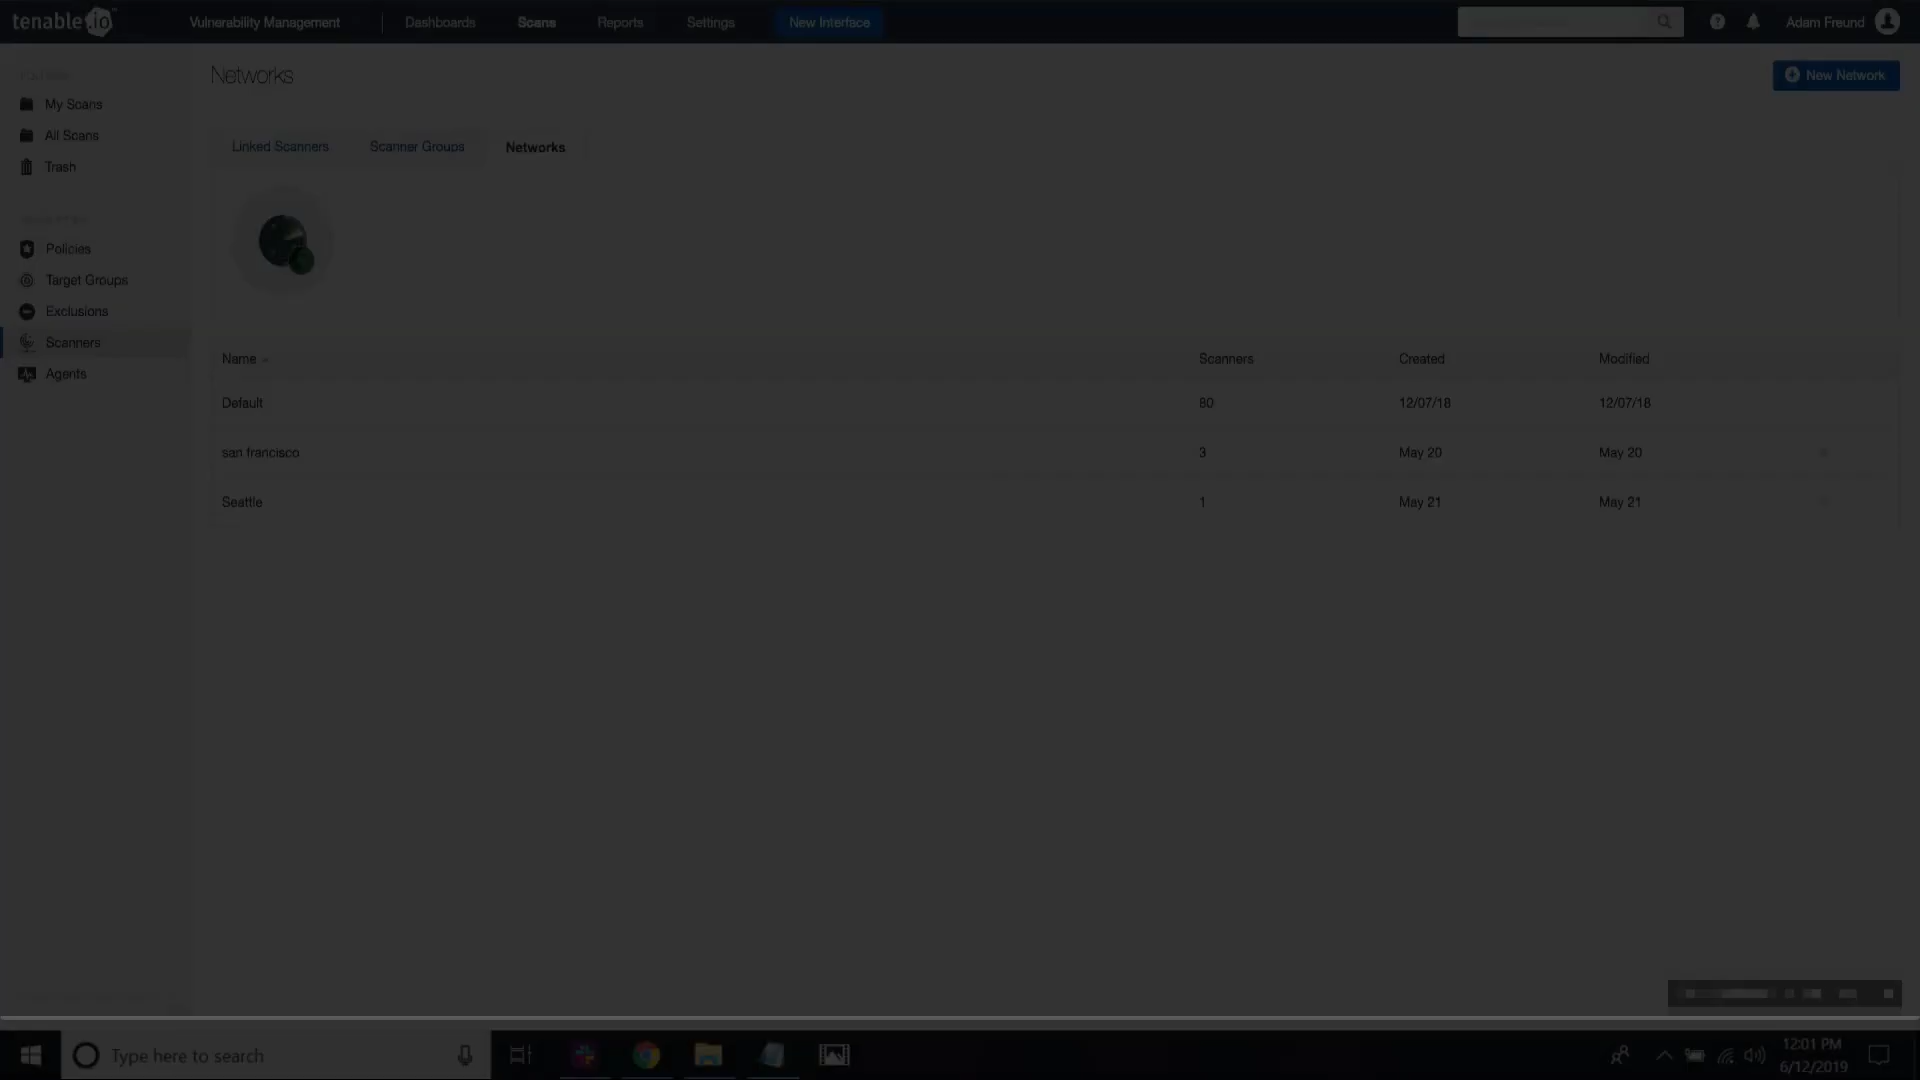 tenable.io
Vulnerability Management
Dashboards
Scans
Reports
Settings
New Interface
Adam Freund
My Scans
All Scans
Trash
Policies
Target Groups
Exclusions
Scanners
Agents
Networks
New Network
Linked Scanners
Scanner Groups
Networks
Name Scanners Created Modified
Default 80 12/07/18 12/07/18
san francisco 3 May 20 May 20
Seattle 1 May 21 May 21
Type here to search
12:01 PM
6/12/2019